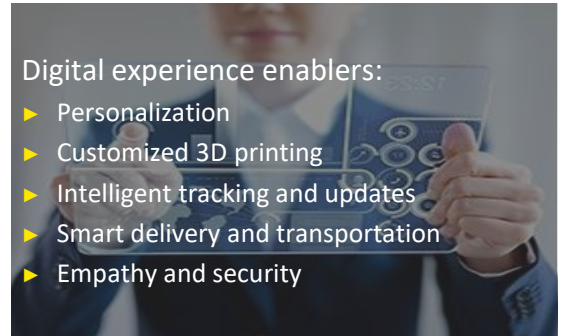 Digital experience enablers:
► Personalization
► Customized 3D printing
► Intelligent tracking and updates
► Smart delivery and transportation
► Empathy and security